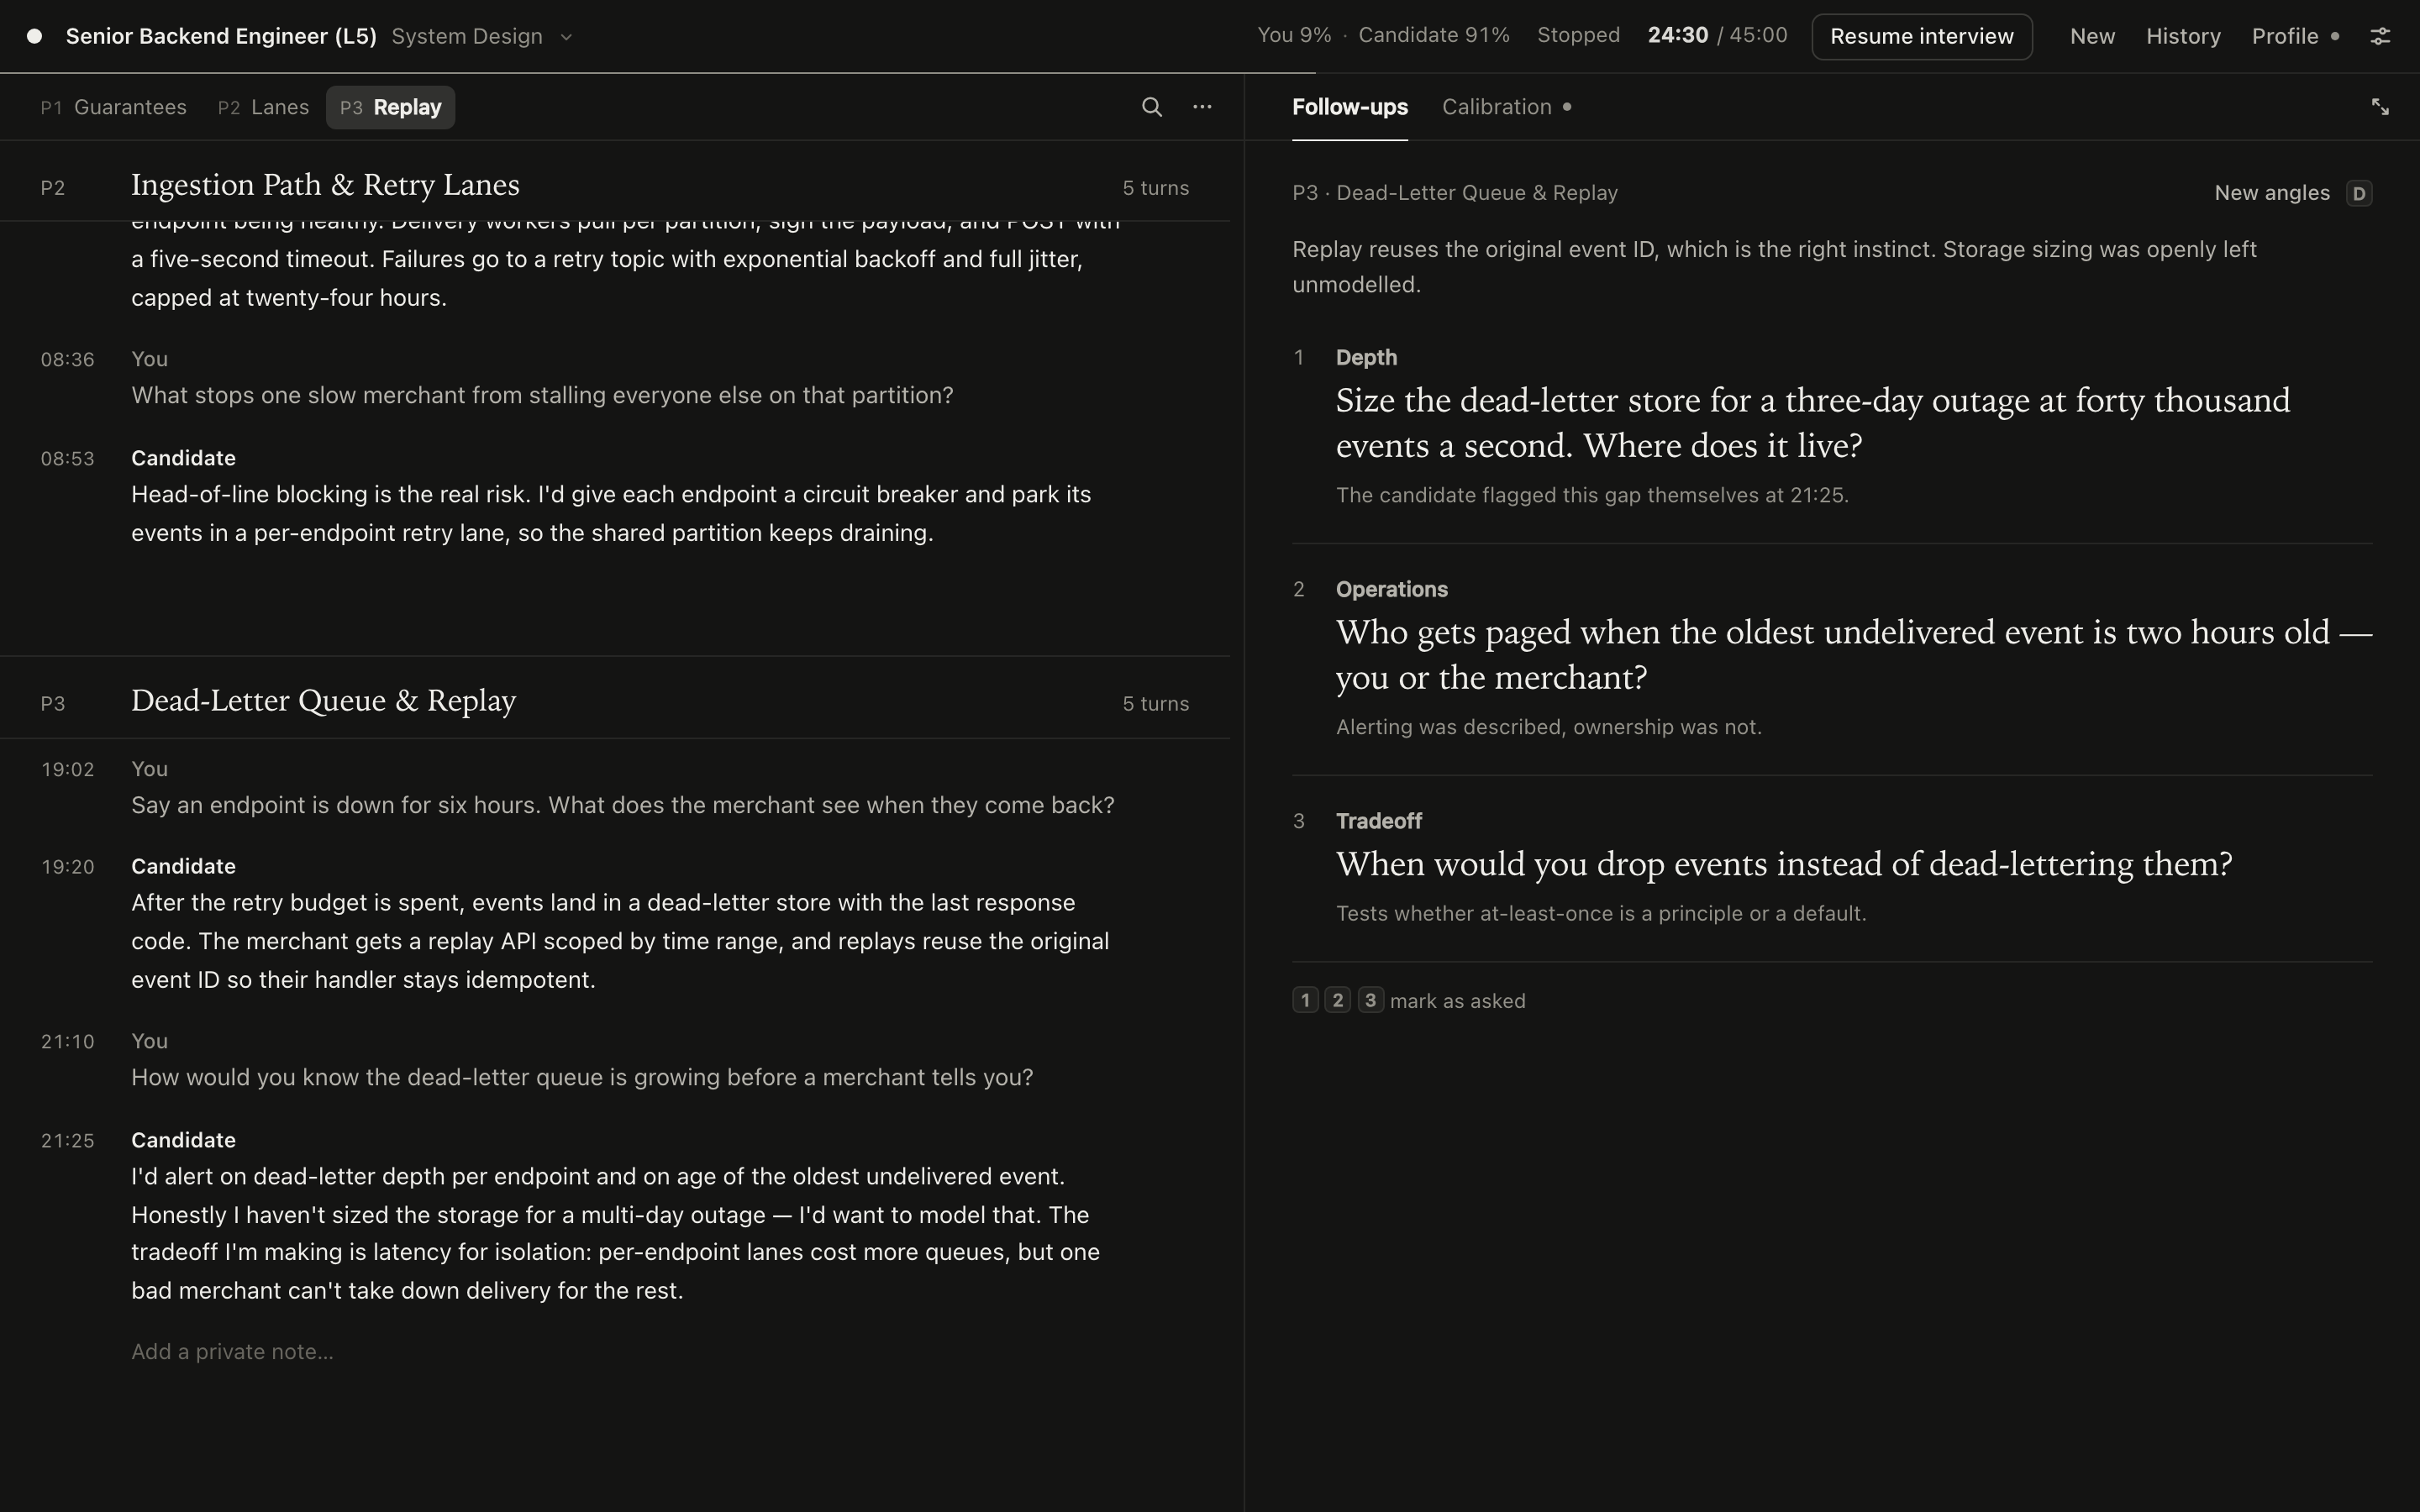 Senior Backend Engineer (L5) System Design
You 9% · Candidate 91% Stopped 24:30 / 45:00 Resume interview New History Profile
P1 Guarantees P2 Lanes P3 Replay
P2 Ingestion Path & Retry Lanes 5 turns
endpoint being healthy. Delivery workers pull per partition, sign the payload, and POST with
a five-second timeout. Failures go to a retry topic with exponential backoff and full jitter,
capped at twenty-four hours.
08:36 You
What stops one slow merchant from stalling everyone else on that partition?
08:53 Candidate
Head-of-line blocking is the real risk. I'd give each endpoint a circuit breaker and park its
events in a per-endpoint retry lane, so the shared partition keeps draining.
P3 Dead-Letter Queue & Replay 5 turns
19:02 You
Say an endpoint is down for six hours. What does the merchant see when they come back?
19:20 Candidate
After the retry budget is spent, events land in a dead-letter store with the last response
code. The merchant gets a replay API scoped by time range, and replays reuse the original
event ID so their handler stays idempotent.
21:10 You
How would you know the dead-letter queue is growing before a merchant tells you?
21:25 Candidate
I'd alert on dead-letter depth per endpoint and on age of the oldest undelivered event.
Honestly I haven't sized the storage for a multi-day outage — I'd want to model that. The
tradeoff I'm making is latency for isolation: per-endpoint lanes cost more queues, but one
bad merchant can't take down delivery for the rest.
Add a private note...
Follow-ups Calibration
P3 · Dead-Letter Queue & Replay New angles D
Replay reuses the original event ID, which is the right instinct. Storage sizing was openly left
unmodelled.
1 Depth
Size the dead-letter store for a three-day outage at forty thousand
events a second. Where does it live?
The candidate flagged this gap themselves at 21:25.
2 Operations
Who gets paged when the oldest undelivered event is two hours old —
you or the merchant?
Alerting was described, ownership was not.
3 Tradeoff
When would you drop events instead of dead-lettering them?
Tests whether at-least-once is a principle or a default.
1 2 3 mark as asked